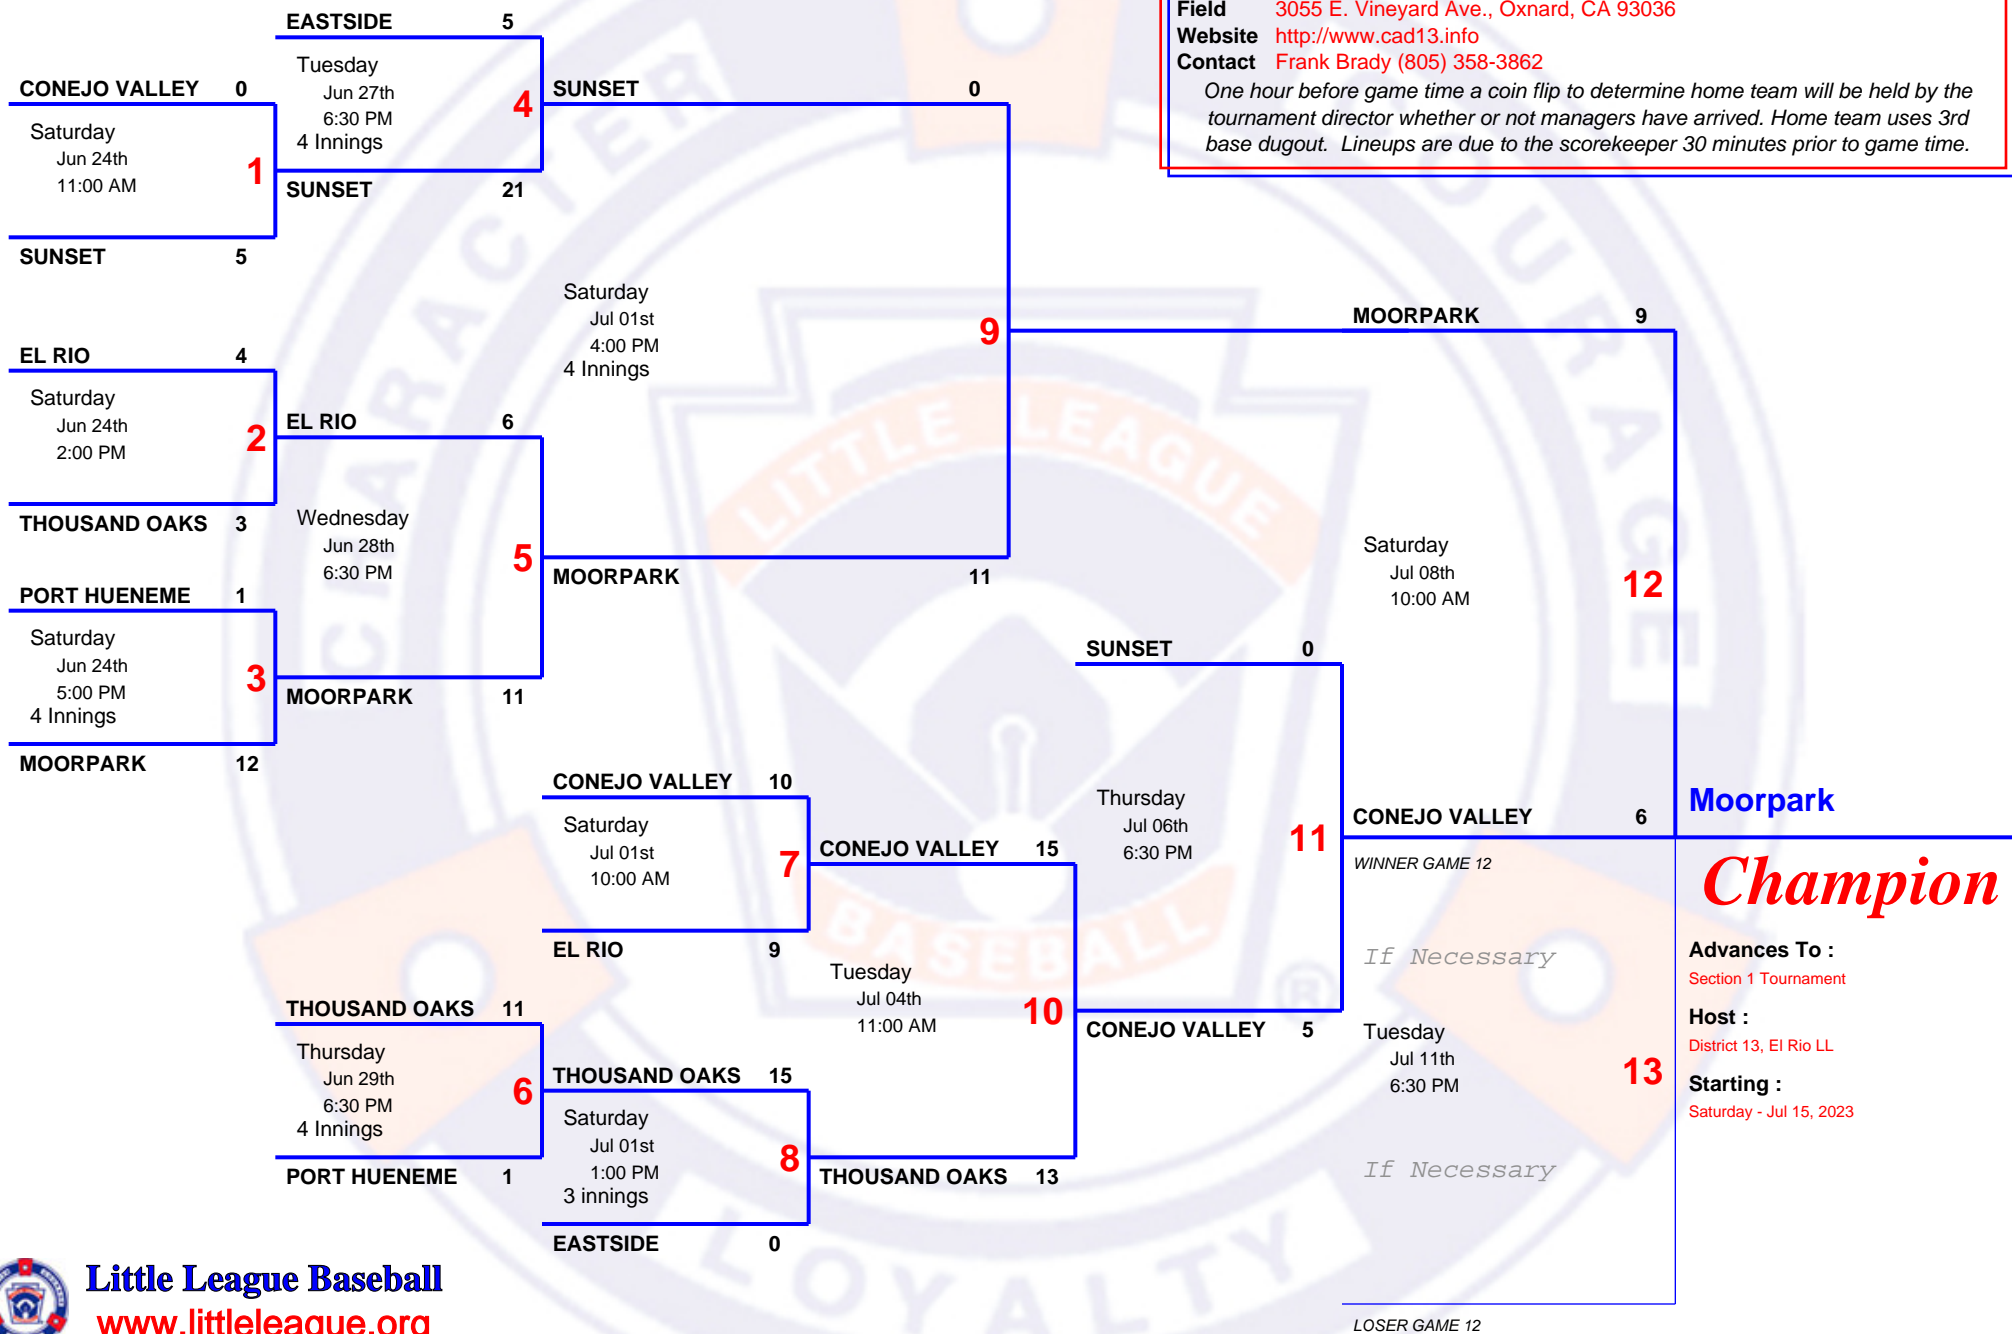 Field 3055 E. Vineyard Ave., Oxnard, CA 93036
Website http://www.cad13.info
Contact Frank Brady (805) 358-3862
One hour before game time a coin flip to determine home team will be held by the
tournament director whether or not managers have arrived. Home team uses 3rd
base dugout. Lineups are due to the scorekeeper 30 minutes prior to game time.
CONEJO VALLEY 0
Saturday
Jun 24th
11:00 AM
1
SUNSET 5
EL RIO 4
Saturday
Jun 24th
2:00 PM
2
THOUSAND OAKS 3
PORT HUENEME 1
Saturday
Jun 24th
5:00 PM
4 Innings
3
MOORPARK 12
EASTSIDE 5
Tuesday
Jun 27th
6:30 PM
4 Innings
4
SUNSET 21
EL RIO 6
Wednesday
Jun 28th
6:30 PM
5
MOORPARK 11
THOUSAND OAKS 11
Thursday
Jun 29th
6:30 PM
4 Innings
6
PORT HUENEME 1
SUNSET 0
Saturday
Jul 01st
4:00 PM
4 Innings
9
MOORPARK 11
CONEJO VALLEY 10
Saturday
Jul 01st
10:00 AM
7
EL RIO 9
THOUSAND OAKS 15
Saturday
Jul 01st
1:00 PM
3 innings
8
EASTSIDE 0
CONEJO VALLEY 15
Tuesday
Jul 04th
11:00 AM
10
THOUSAND OAKS 13
SUNSET 0
Thursday
Jul 06th
6:30 PM
11
CONEJO VALLEY 5
MOORPARK 9
Saturday
Jul 08th
10:00 AM
12
CONEJO VALLEY 6
WINNER GAME 12
If Necessary
Tuesday
Jul 11th
6:30 PM
13
If Necessary
LOSER GAME 12
Moorpark
Champion
Advances To :
Section 1 Tournament
Host :
District 13, El Rio LL
Starting :
Saturday - Jul 15, 2023
CHARACTER
COURAGE
LOYALTY
LITTLE LEAGUE
BASEBALL
®
Little League Baseball
www.littleleague.org